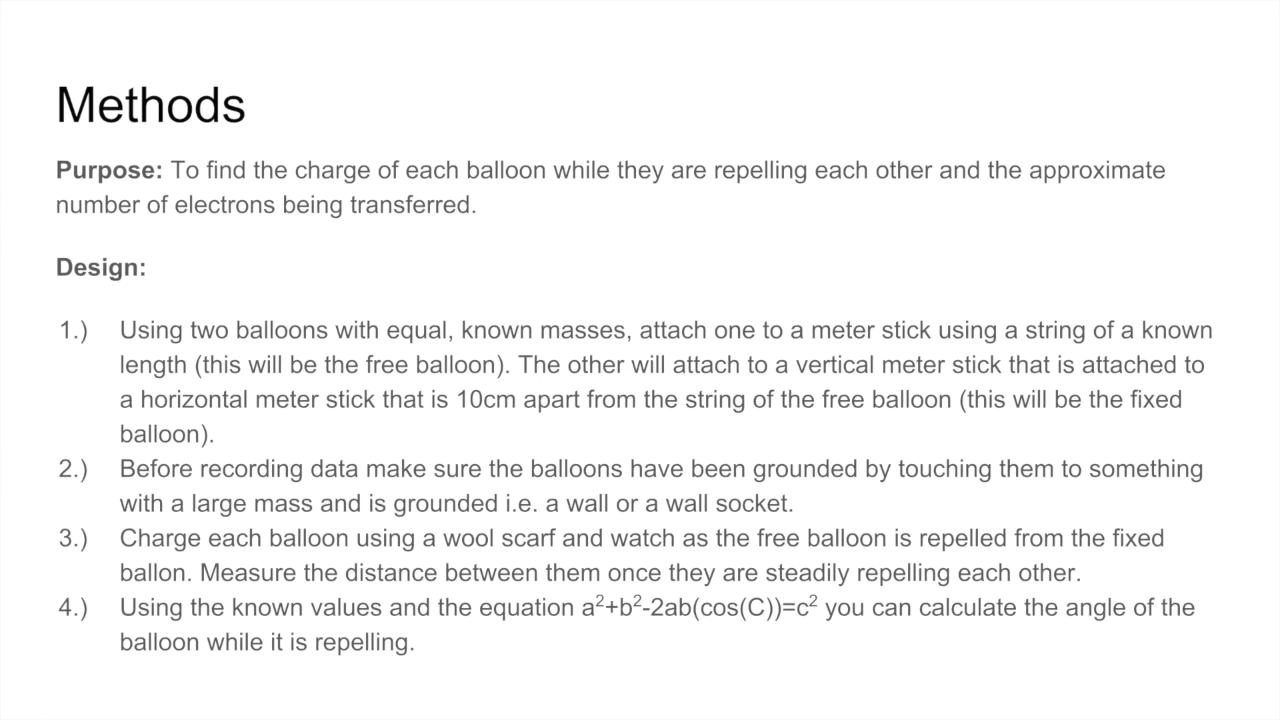 Methods
Purpose: To find the charge of each balloon while they are repelling each other and the approximate
number of electrons being transferred.
Design:
1.) Using two balloons with equal, known masses, attach one to a meter stick using a string of a known
length (this will be the free balloon). The other will attach to a vertical meter stick that is attached to
a horizontal meter stick that is 10cm apart from the string of the free balloon (this will be the fixed
balloon).
2.) Before recording data make sure the balloons have been grounded by touching them to something
with a large mass and is grounded i.e. a wall or a wall socket.
3.) Charge each balloon using a wool scarf and watch as the free balloon is repelled from the fixed
ballon. Measure the distance between them once they are steadily repelling each other.
4.) Using the known values and the equation a²+b²-2ab(cos(C))=c² you can calculate the angle of the
balloon while it is repelling.